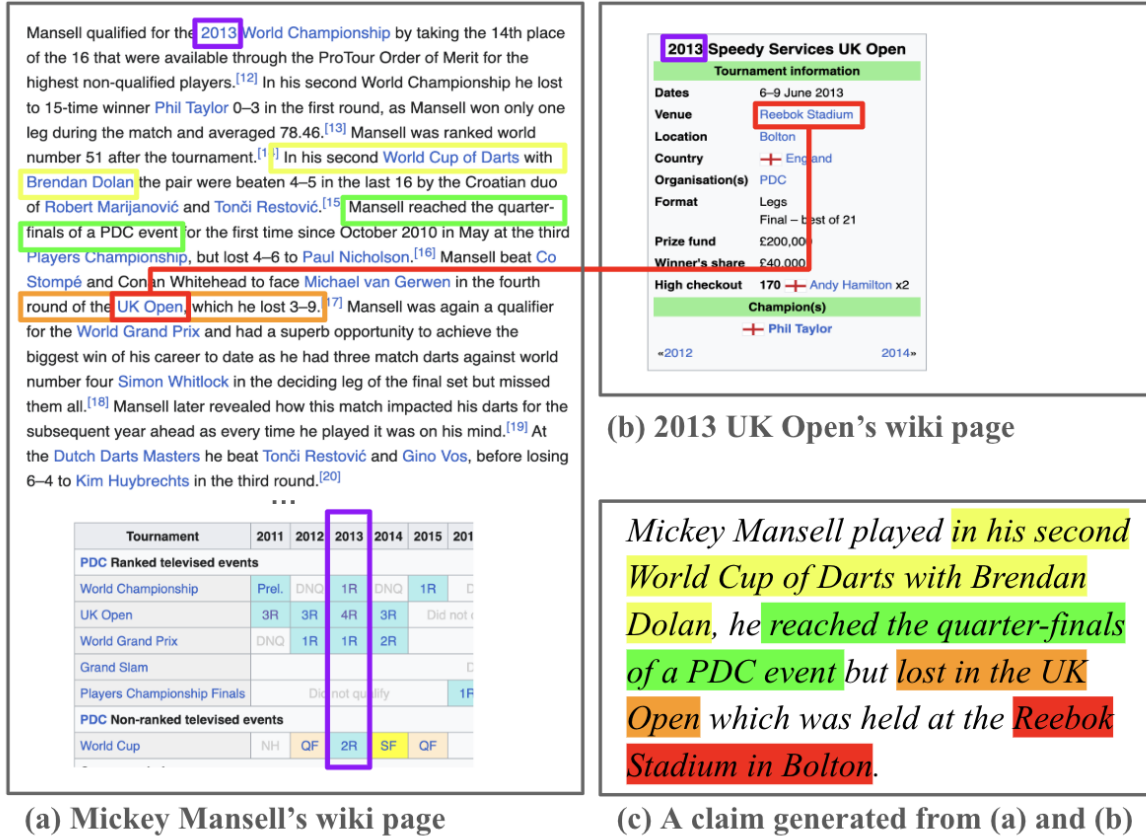 Mansell qualified for the 2013 World Championship by taking the 14th place
of the 16 that were available through the ProTour Order of Merit for the
highest non-qualified players.[12] In his second World Championship he lost
to 15-time winner Phil Taylor 0–3 in the first round, as Mansell won only one
leg during the match and averaged 78.46.[13] Mansell was ranked world
number 51 after the tournament. In his second World Cup of Darts with
Brendan Dolan the pair were beaten 4–5 in the last 16 by the Croatian duo
of Robert Marijanović and Tonči Restović.[15 Mansell reached the quarter-
finals of a PDC event for the first time since October 2010 in May at the third
Players Championship, but lost 4–6 to Paul Nicholson.[16] Mansell beat Co
Stompé and Conan Whitehead to face Michael van Gerwen in the fourth
round of the UK Open, which he lost 3–9. 17] Mansell was again a qualifier
for the World Grand Prix and had a superb opportunity to achieve the
biggest win of his career to date as he had three match darts against world
number four Simon Whitlock in the deciding leg of the final set but missed
them all.[18] Mansell later revealed how this match impacted his darts for the
subsequent year ahead as every time he played it was on his mind.[19] At
the Dutch Darts Masters he beat Tonči Restović and Gino Vos, before losing
6–4 to Kim Huybrechts in the third round.[20]
...
Tournament 2011 2012 2013 2014 2015 201
PDC Ranked televised events
World Championship Prel. DNQ 1R DNQ 1R D
UK Open 3R 3R 4R 3R Did not
World Grand Prix DNQ 1R 1R 2R
Grand Slam D
Players Championship Finals Did not qualify 1R
PDC Non-ranked televised events
World Cup NH QF 2R SF QF
(a) Mickey Mansell's wiki page
2013 Speedy Services UK Open
Tournament information
Dates 6–9 June 2013
Venue Reebok Stadium
Location Bolton
Country England
Organisation(s) PDC
Format Legs
Final – best of 21
Prize fund £200,000
Winner's share £40,000
High checkout 170 Andy Hamilton x2
Champion(s)
Phil Taylor
«2012 2014»
(b) 2013 UK Open's wiki page
Mickey Mansell played in his second
World Cup of Darts with Brendan
Dolan, he reached the quarter-finals
of a PDC event but lost in the UK
Open which was held at the Reebok
Stadium in Bolton.
(c) A claim generated from (a) and (b)